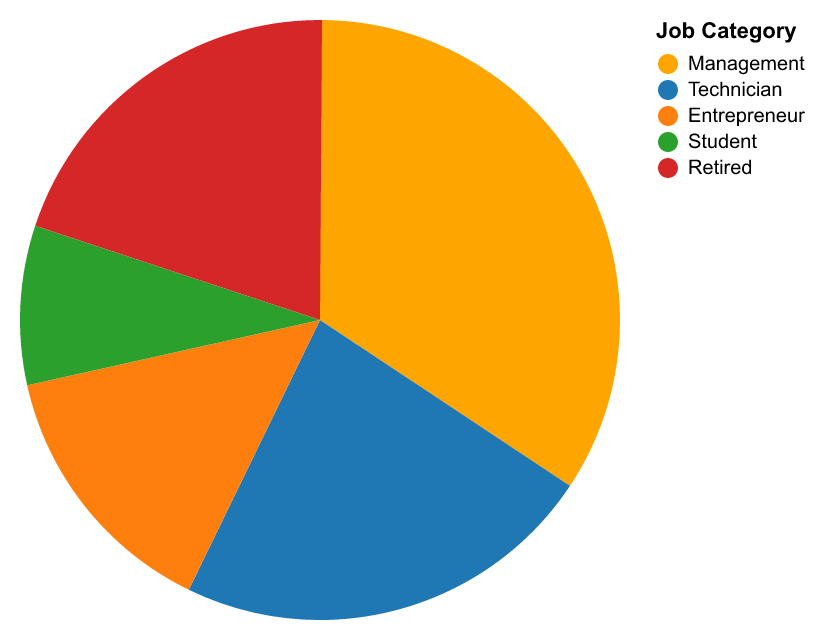 Job Category
Management
Technician
Entrepreneur
Student
Retired